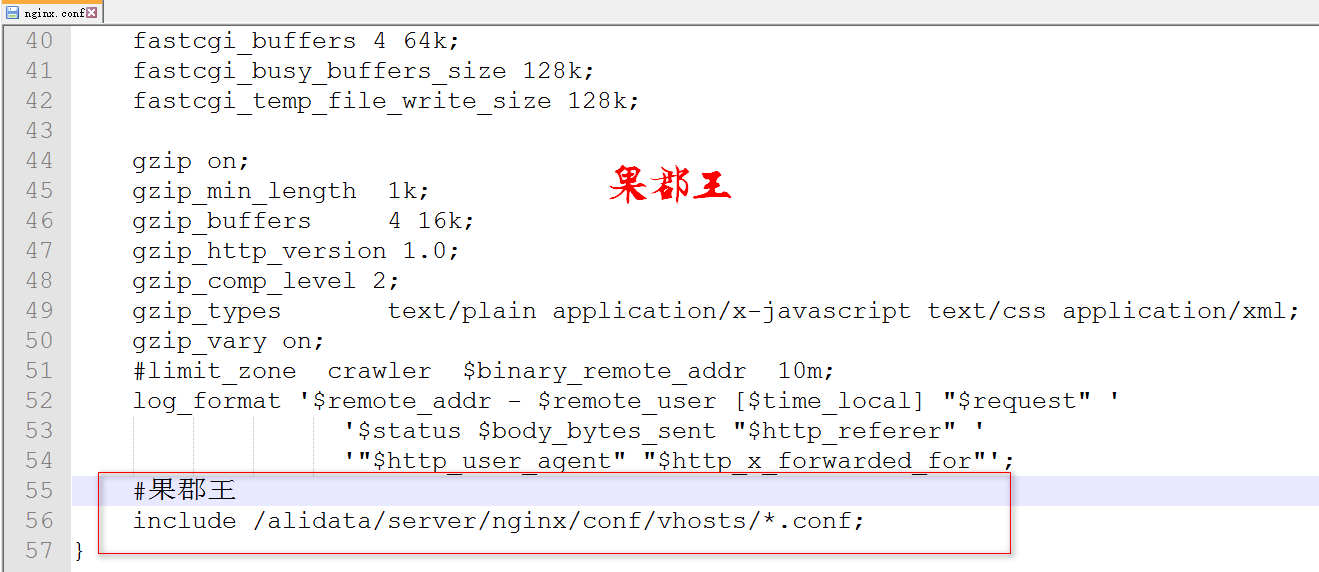 nginx.conf
40 fastcgi_buffers 4 64k;
41 fastcgi_busy_buffers_size 128k;
42 fastcgi_temp_file_write_size 128k;
43
44 gzip on;
果郡王
45 gzip_min_length  1k;
46 gzip_buffers     4 16k;
47 gzip_http_version 1.0;
48 gzip_comp_level 2;
49 gzip_types       text/plain application/x-javascript text/css application/xml;
50 gzip_vary on;
51 #limit_zone  crawler  $binary_remote_addr  10m;
52 log_format '$remote_addr - $remote_user [$time_local] "$request" '
53               '$status $body_bytes_sent "$http_referer" '
54               '"$http_user_agent" "$http_x_forwarded_for"';
55 #果郡王
56 include /alidata/server/nginx/conf/vhosts/*.conf;
57 }